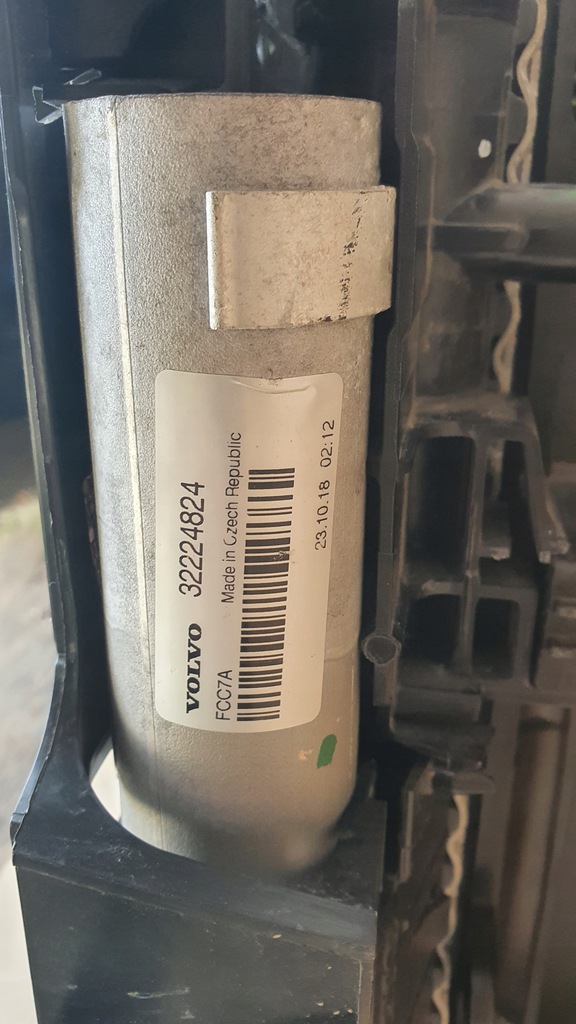 VOLVO 32224824
FCC7A Made in Czech Republic
23.10.18 02:12